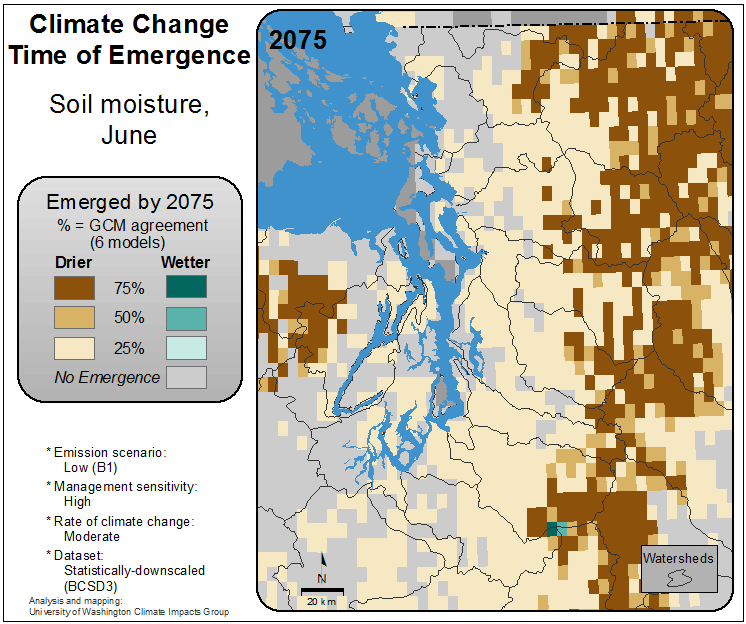 Climate Change
Time of Emergence
Soil moisture,
June
Emerged by 2075
% = GCM agreement
(6 models)
Drier Wetter
75%
50%
25%
No Emergence
* Emission scenario:
Low (B1)
* Management sensitivity:
High
* Rate of climate change:
Moderate
* Dataset:
Statistically-downscaled
(BCSD3)
Analysis and mapping:
University of Washington Climate Impacts Group
2075
N
20 km
Watersheds